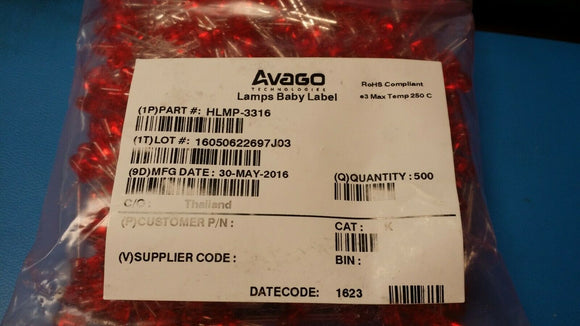 AVAGO
TECHNOLOGIES
Lamps Baby Label
RoHS Compliant
e3 Max Temp 250 C
(1P)PART #: HLMP-3316
(1T)LOT #: 16050622697J03
(9D)MFG DATE: 30-MAY-2016
(Q)QUANTITY: 500
C/O: Thailand
(P)CUSTOMER P/N:
CAT: K
(V)SUPPLIER CODE:
BIN:
DATECODE: 1623